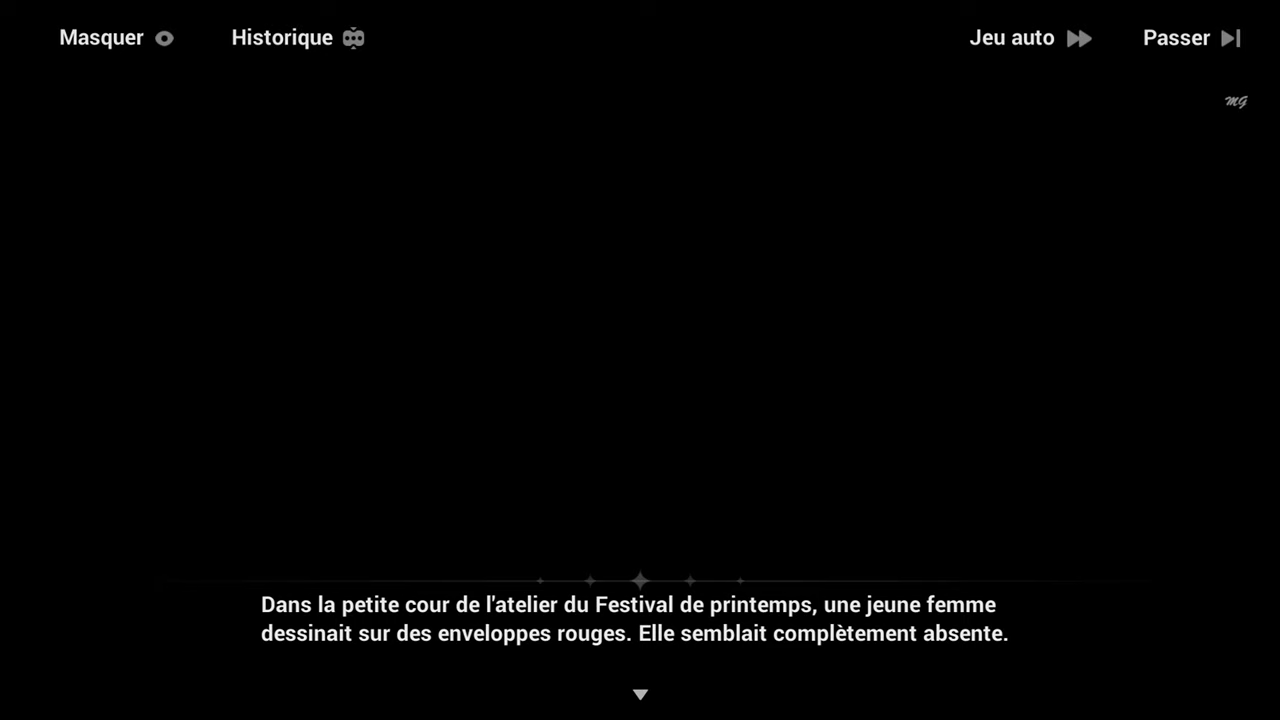 Masquer
Historique
Jeu auto
Passer
MG
Dans la petite cour de l'atelier du Festival de printemps, une jeune femme
dessinait sur des enveloppes rouges. Elle semblait complètement absente.